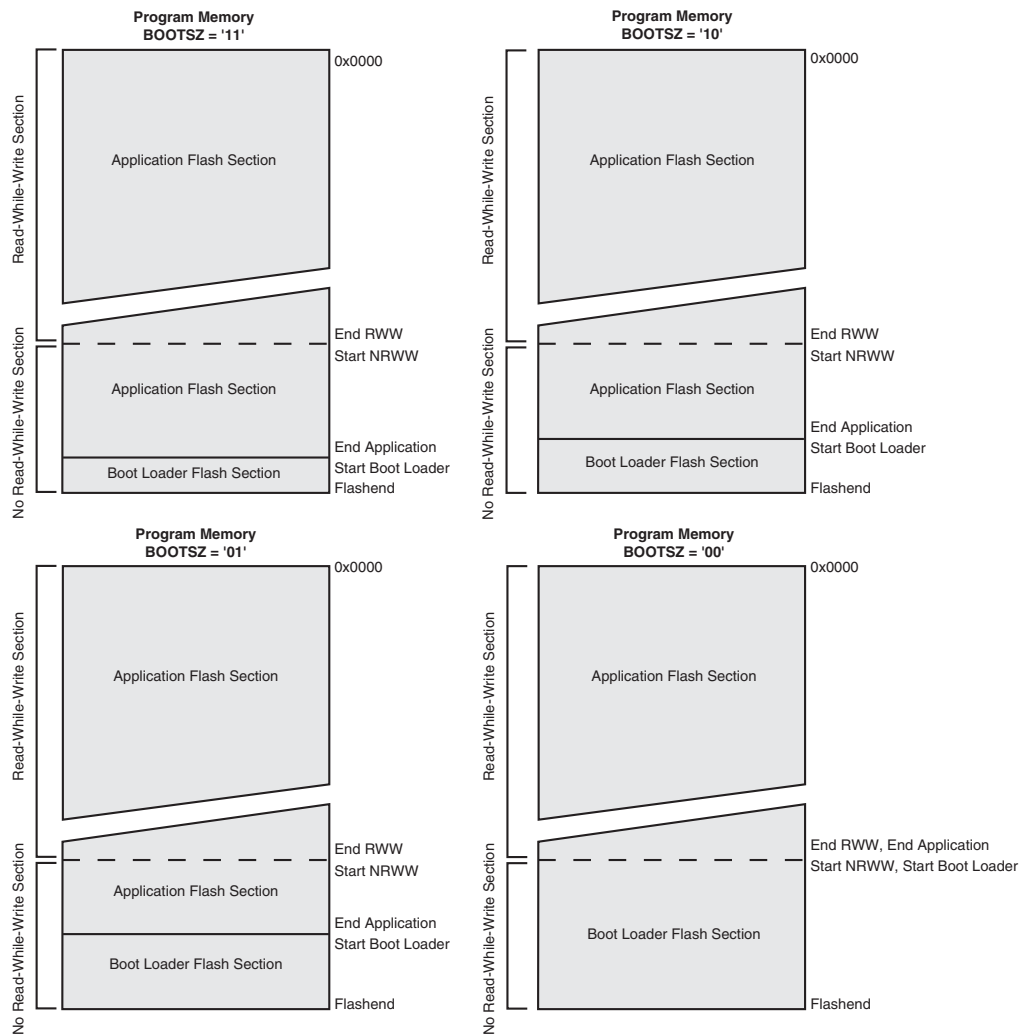 Program Memory
BOOTSZ = '11'
0x0000
Read-While-Write Section
Application Flash Section
End RWW
Start NRWW
No Read-While-Write Section
Application Flash Section
End Application
Start Boot Loader
Boot Loader Flash Section
Flashend
Program Memory
BOOTSZ = '10'
0x0000
Read-While-Write Section
Application Flash Section
End RWW
Start NRWW
No Read-While-Write Section
Application Flash Section
End Application
Start Boot Loader
Boot Loader Flash Section
Flashend
Program Memory
BOOTSZ = '01'
0x0000
Read-While-Write Section
Application Flash Section
End RWW
Start NRWW
No Read-While-Write Section
Application Flash Section
End Application
Start Boot Loader
Boot Loader Flash Section
Flashend
Program Memory
BOOTSZ = '00'
0x0000
Read-While-Write Section
Application Flash Section
End RWW, End Application
Start NRWW, Start Boot Loader
No Read-While-Write Section
Boot Loader Flash Section
Flashend